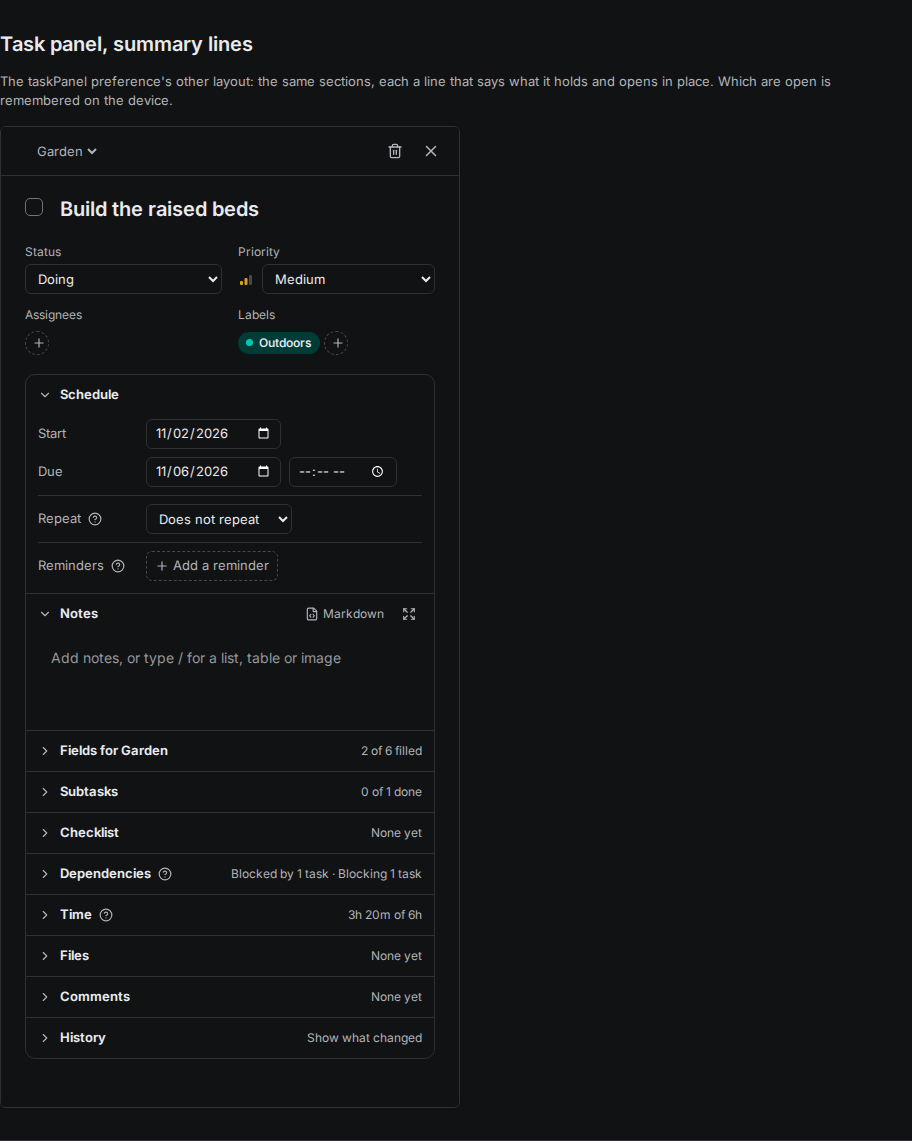 Task panel, summary lines
The taskPanel preference's other layout: the same sections, each a line that says what it holds and opens in place. Which are open is
remembered on the device.
Garden
Build the raised beds
Status Priority
Doing Medium
Assignees Labels
Outdoors
Schedule
Start 11/02/2026
Due 11/06/2026 --:-- --
Repeat Does not repeat
Reminders Add a reminder
Notes Markdown
Add notes, or type / for a list, table or image
Fields for Garden 2 of 6 filled
Subtasks 0 of 1 done
Checklist None yet
Dependencies Blocked by 1 task · Blocking 1 task
Time 3h 20m of 6h
Files None yet
Comments None yet
History Show what changed